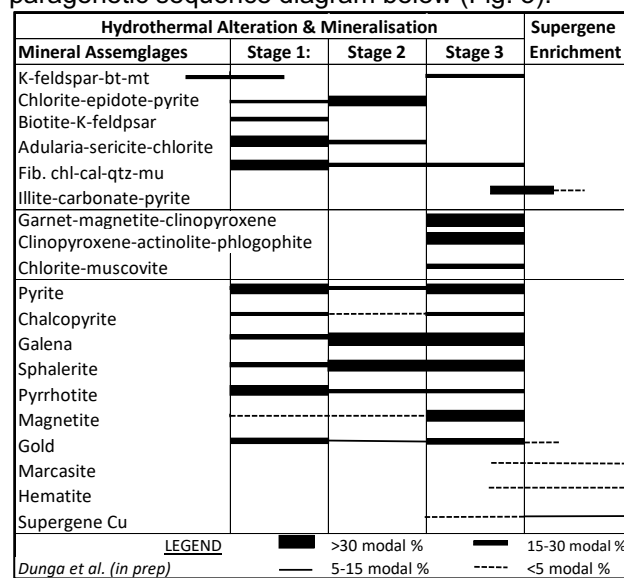 paragenetic sequence diagram below (Fig. 3).
Hydrothermal Alteration & Mineralisation Supergene
Mineral Assemglages Stage 1: Stage 2 Stage 3 Enrichment
K-feldspar-bt-mt
Chlorite-epidote-pyrite
Biotite-K-feldpsar
Adularia-sericite-chlorite
Fib. chl-cal-qtz-mu
Illite-carbonate-pyrite
Garnet-magnetite-clinopyroxene
Clinopyroxene-actinolite-phlogophite
Chlorite-muscovite
Pyrite
Chalcopyrite
Galena
Sphalerite
Pyrrhotite
Magnetite
Gold
Marcasite
Hematite
Supergene Cu
LEGEND >30 modal % 15-30 modal %
Dunga et al. (in prep) 5-15 modal % <5 modal %